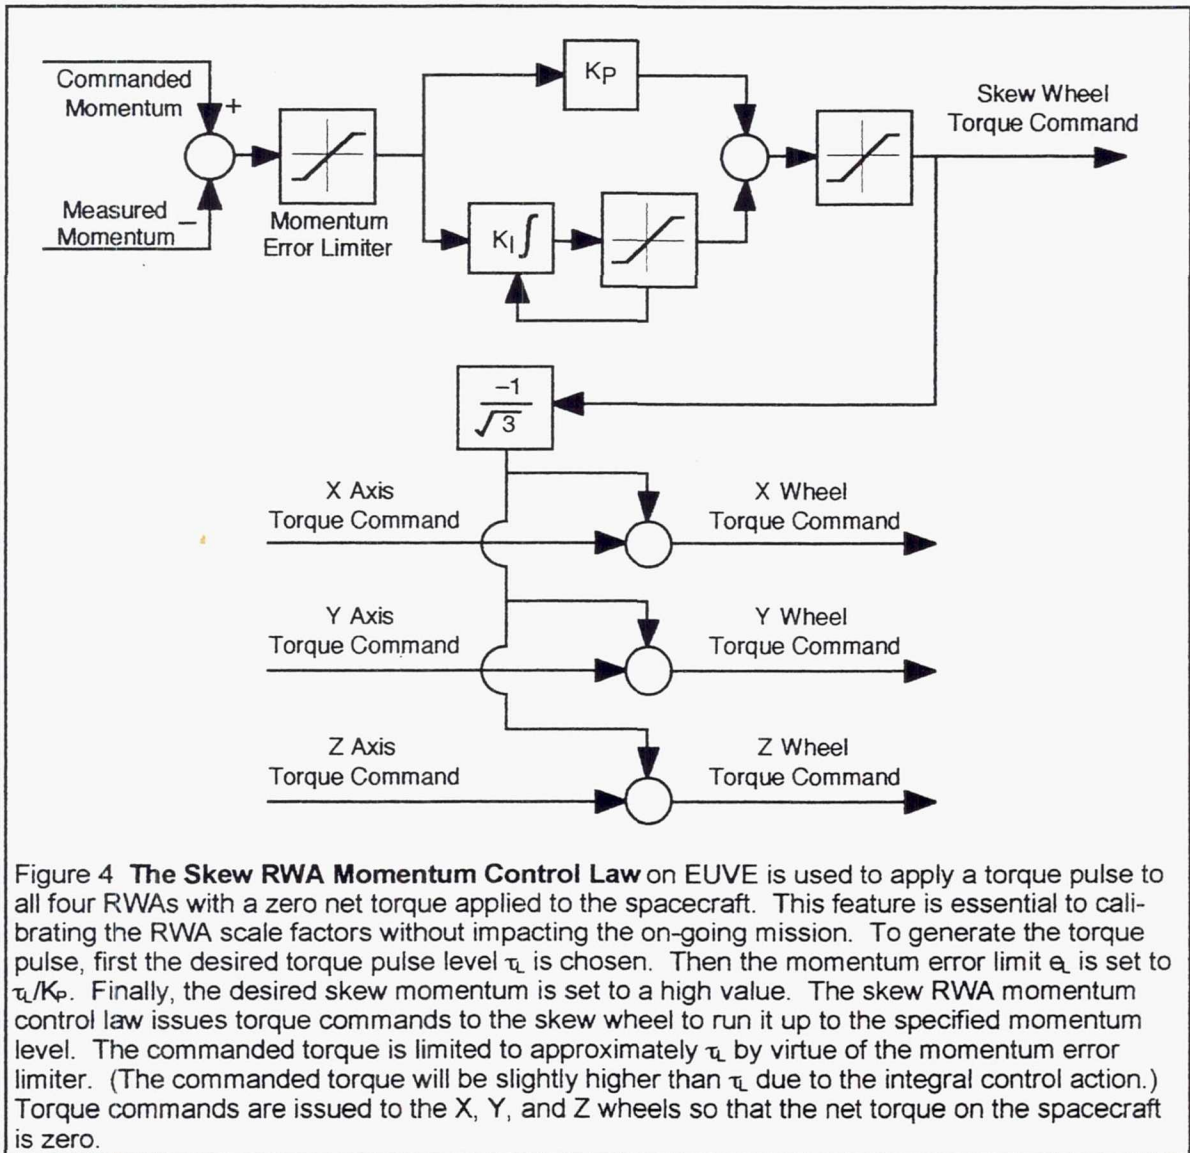 Commanded
Momentum
+
Measured
Momentum
−
Momentum
Error Limiter
KP
KI∫
Skew Wheel
Torque Command
−1
√3
X Axis
Torque Command
X Wheel
Torque Command
Y Axis
Torque Command
Y Wheel
Torque Command
Z Axis
Torque Command
Z Wheel
Torque Command
Figure 4 The Skew RWA Momentum Control Law on EUVE is used to apply a torque pulse to
all four RWAs with a zero net torque applied to the spacecraft. This feature is essential to cali-
brating the RWA scale factors without impacting the on-going mission. To generate the torque
pulse, first the desired torque pulse level τL is chosen. Then the momentum error limit eL is set to
τL/KP. Finally, the desired skew momentum is set to a high value. The skew RWA momentum
control law issues torque commands to the skew wheel to run it up to the specified momentum
level. The commanded torque is limited to approximately τL by virtue of the momentum error
limiter. (The commanded torque will be slightly higher than τL due to the integral control action.)
Torque commands are issued to the X, Y, and Z wheels so that the net torque on the spacecraft
is zero.